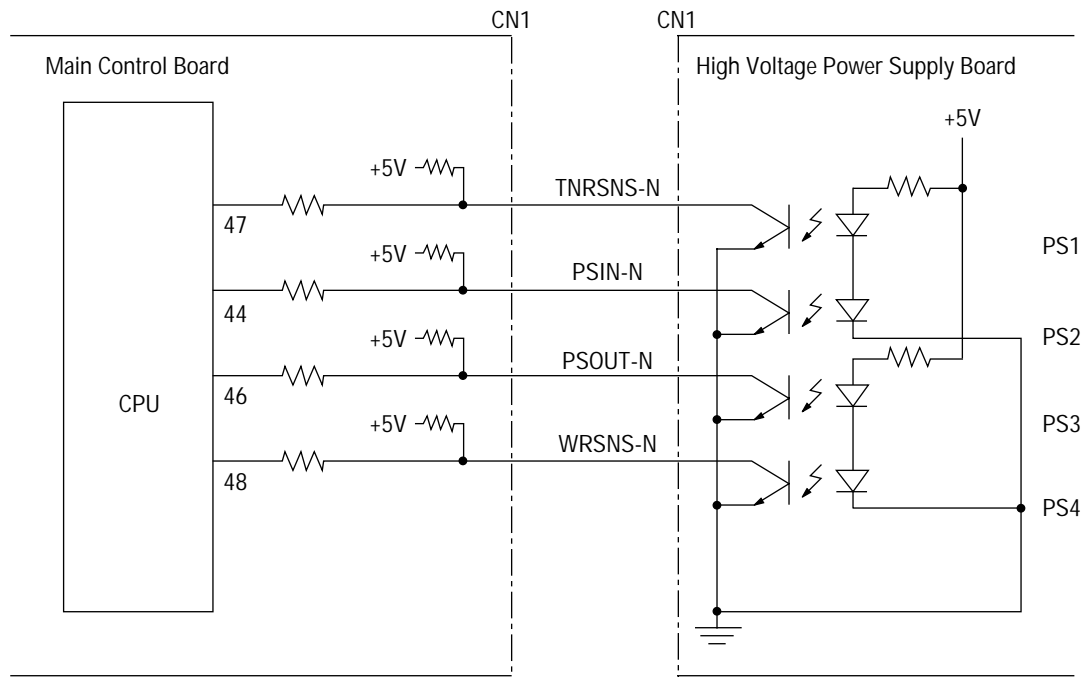 CN1
CN1
Main Control Board
High Voltage Power Supply Board
+5V
+5V
TNRSNS-N
47
PS1
+5V
PSIN-N
44
PS2
+5V
PSOUT-N
46
CPU
PS3
+5V
WRSNS-N
48
PS4